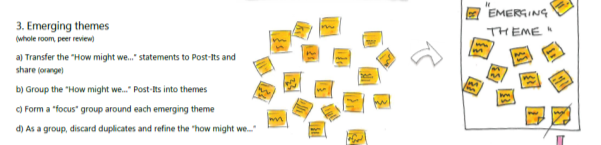 3. Emerging themes
(whole room, peer review)
a) Transfer the "How might we..." statements to Post-Its and
share (orange)
b) Group the "How might we..." Post-Its into themes
c) Form a "focus" group around each emerging theme
d) As a group, discard duplicates and refine the "how might we..."
"EMERGING
THEME"